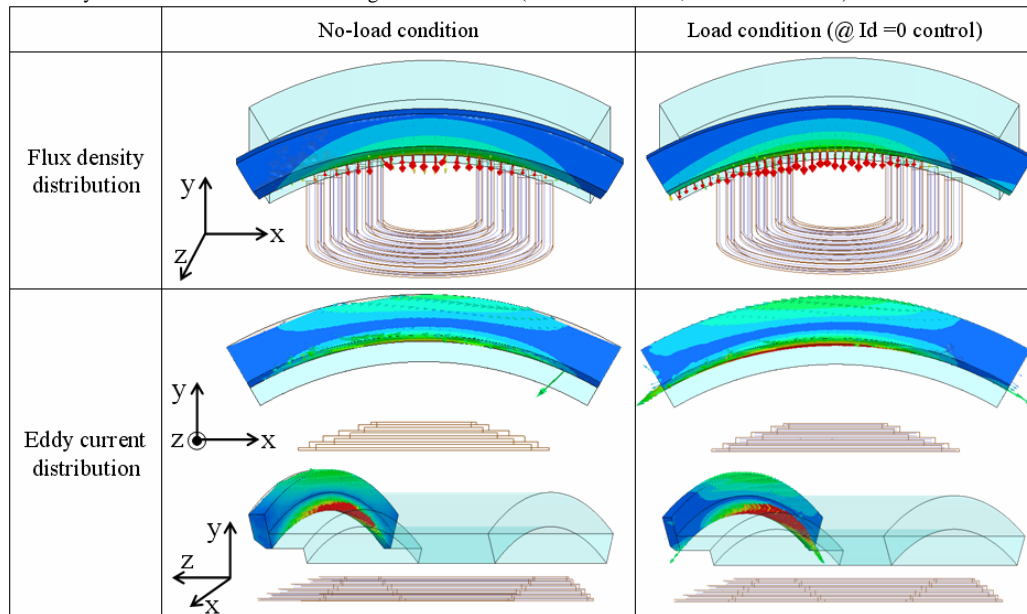 No-load condition
Load condition (@ Id =0 control)
Flux density
distribution
y
x
z
Eddy current
distribution
y
z
x
y
z
x